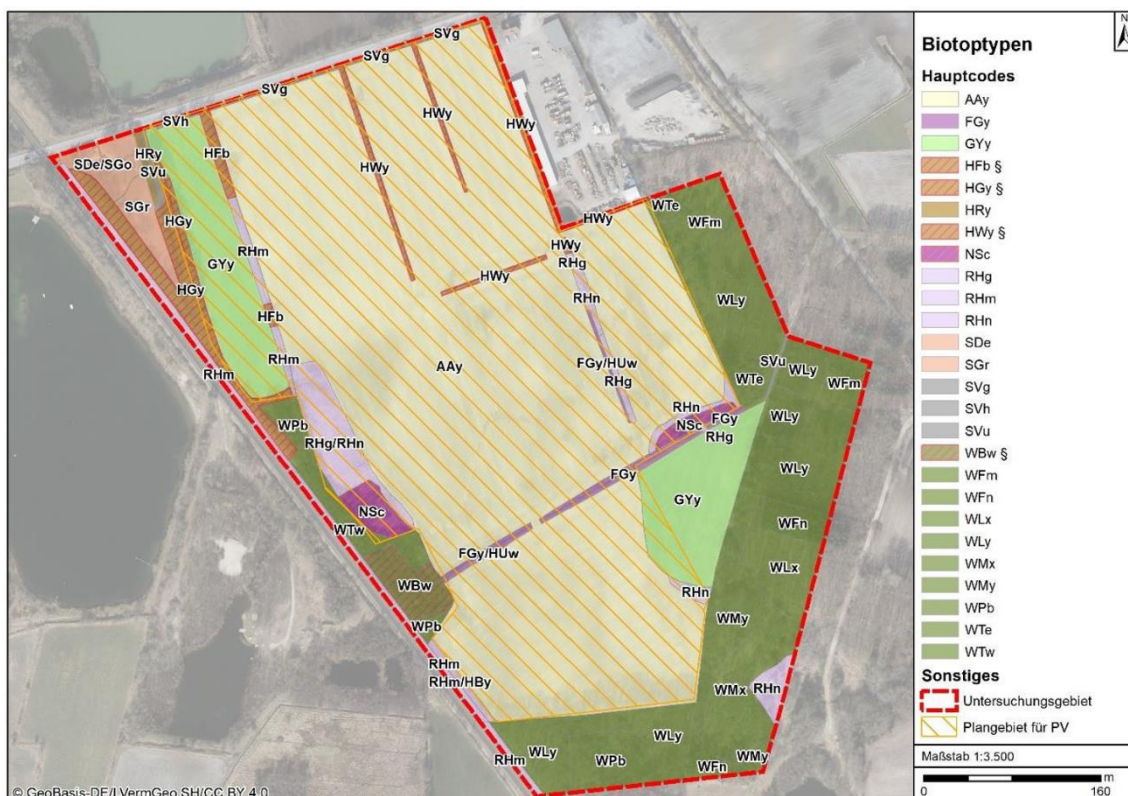 SVg
SVg
SVg
SVh
HWy
HWy
HRy
HFb
SDe/SGo
SVu
HWy
SGr
HGy
WTe
HWy
WFm
HWy
RHm
RHg
GYy
HWy
HGy
RHn
WLy
HFb
RHm
FGy/HUw
SVu
AAy
WLy
RHm
RHg
WTe
WFm
RHn
WPb
FGy
WLy
NSc
RHg/RHn
RHg
WLy
FGy
GYy
NSc
WTw
WFn
FGy/HUw
WLx
WBw
RHn
WMy
WPb
RHm
RHm/HBy
WMx
RHn
WLy
WLy
RHm
WPb
WFn
WMy
© GeoBasis-DE/LVermGeo SH/CC BY 4.0
N
Biotoptypen
Hauptcodes
AAy
FGy
GYy
HFb §
HGy §
HRy
HWy §
NSc
RHg
RHm
RHn
SDe
SGr
SVg
SVh
SVu
WBw §
WFm
WFn
WLx
WLy
WMx
WMy
WPb
WTe
WTw
Sonstiges
Untersuchungsgebiet
Plangebiet für PV
Maßstab 1:3.500
m
0 160